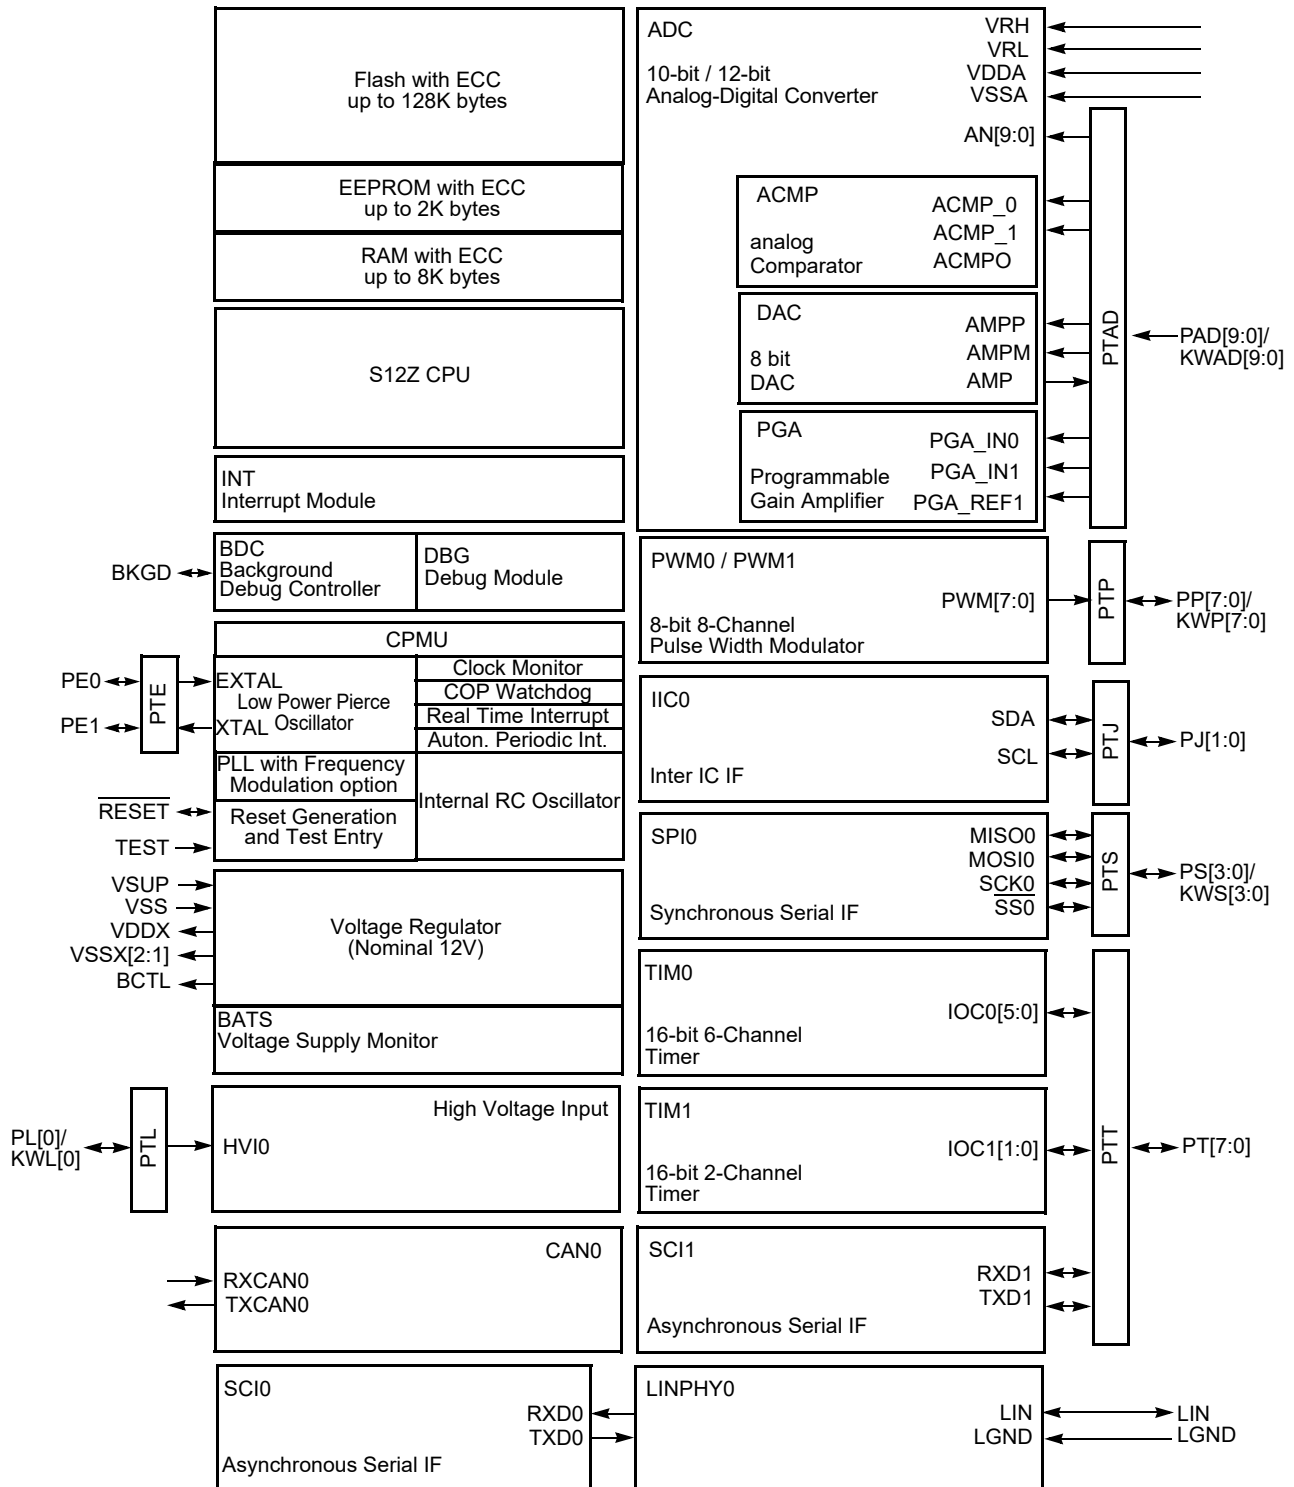 Flash with ECC
up to 128K bytes
EEPROM with ECC
up to 2K bytes
RAM with ECC
up to 8K bytes
S12Z CPU
INT
Interrupt Module
BKGD
BDC
Background
Debug Controller
DBG
Debug Module
CPMU
PE0
PE1
PTE
EXTAL
Low Power Pierce
XTAL Oscillator
Clock Monitor
COP Watchdog
Real Time Interrupt
Auton. Periodic Int.
PLL with Frequency
Modulation option
Internal RC Oscillator
RESET
TEST
Reset Generation
and Test Entry
VSUP
VSS
VDDX
VSSX[2:1]
BCTL
Voltage Regulator
(Nominal 12V)
BATS
Voltage Supply Monitor
PL[0]/
KWL[0]
PTL
High Voltage Input
HVI0
CAN0
RXCAN0
TXCAN0
SCI0
RXD0
TXD0
Asynchronous Serial IF
ADC
10-bit / 12-bit
Analog-Digital Converter
VRH
VRL
VDDA
VSSA
AN[9:0]
ACMP
analog
Comparator
ACMP_0
ACMP_1
ACMPO
DAC
8 bit
DAC
AMPP
AMPM
AMP
PGA
Programmable
Gain Amplifier
PGA_IN0
PGA_IN1
PGA_REF1
PTAD
PAD[9:0]/
KWAD[9:0]
PWM0 / PWM1
PWM[7:0]
8-bit 8-Channel
Pulse Width Modulator
PTP
PP[7:0]/
KWP[7:0]
IIC0
SDA
SCL
Inter IC IF
PTJ
PJ[1:0]
SPI0
MISO0
MOSI0
SCK0
SS0
Synchronous Serial IF
PTS
PS[3:0]/
KWS[3:0]
TIM0
IOC0[5:0]
16-bit 6-Channel
Timer
TIM1
IOC1[1:0]
16-bit 2-Channel
Timer
PTT
PT[7:0]
SCI1
RXD1
TXD1
Asynchronous Serial IF
LINPHY0
LIN
LGND
LIN
LGND